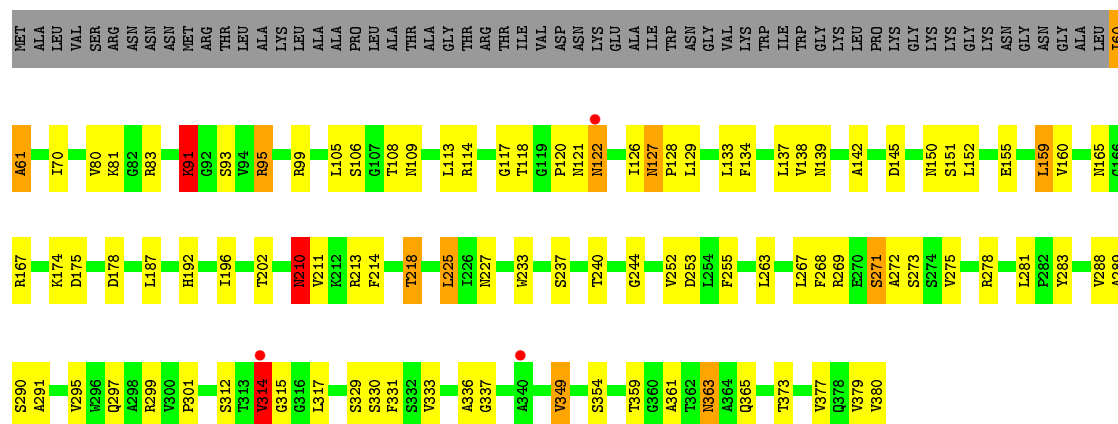 MET ALA LEU VAL SER ARG ASN ASN ASN MET ARG THR LEU ALA LYS LEU ALA ALA PRO LEU ALA THR ALA GLY THR ARG THR ILE VAL ASP ASN LYS GLU ALA ILE TRP ASN GLY VAL LYS TRP ILE TRP GLY LYS LEU PRO LYS GLY LYS LYS GLY LYS ASN GLY ASN GLY ALA LEU I60
A61 I70 V80 K81 G82 R83 K91 G92 S93 V94 R95 R99 L105 S106 G107 T108 N109 L113 R114 G117 T118 G119 P120 N121 N122 I126 N127 P128 L129 L133 F134 L137 V138 N139 A142 D145 N150 S151 L152 E155 L159 V160 N165 G166
R167 K174 D175 D178 L187 H192 I196 T202 N210 V211 K212 R213 F214 T218 L225 I226 N227 W233 S237 T240 G244 V252 D253 L254 F255 L263 L267 F268 R269 E270 S271 A272 S273 S274 V275 R278 L281 P282 Y283 V288 A289
S290 A291 V295 W296 Q297 A298 R299 V300 P301 S312 T313 V314 G315 G316 L317 S329 S330 F331 S332 V333 A336 G337 A340 V349 S354 T359 G360 A361 T362 N363 A364 Q365 T373 V377 Q378 V379 V380